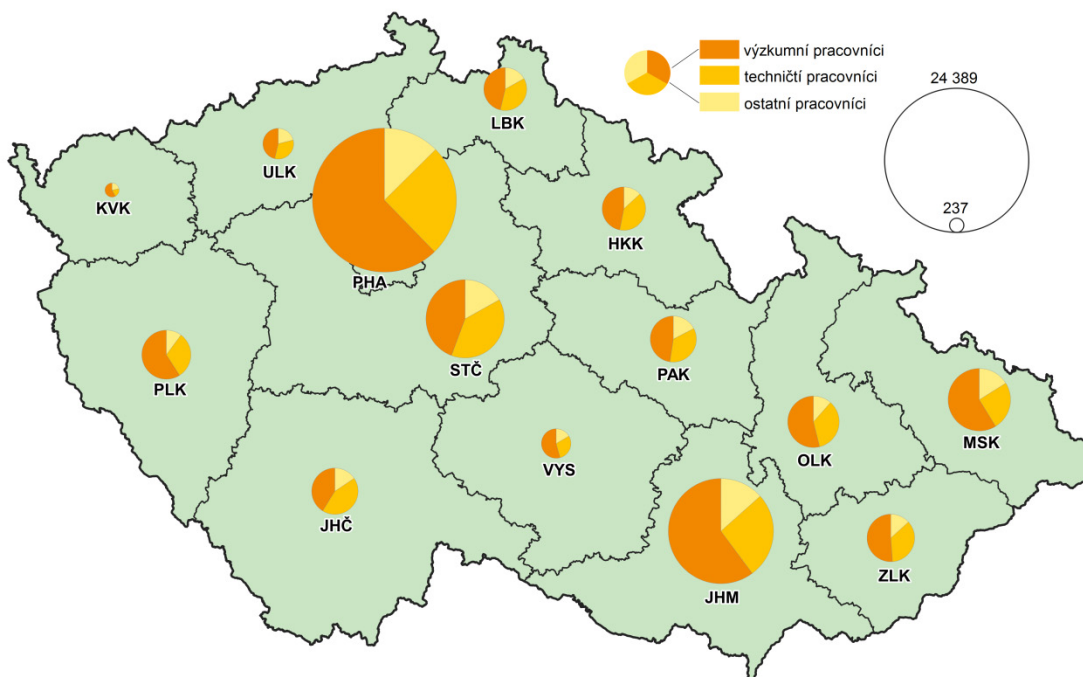 výzkumní pracovníci
techničtí pracovníci
ostatní pracovníci
24 389
237
LBK
ULK
KVK
HKK
PHA
STČ
PLK
PAK
MSK
OLK
VYS
JHČ
ZLK
JHM